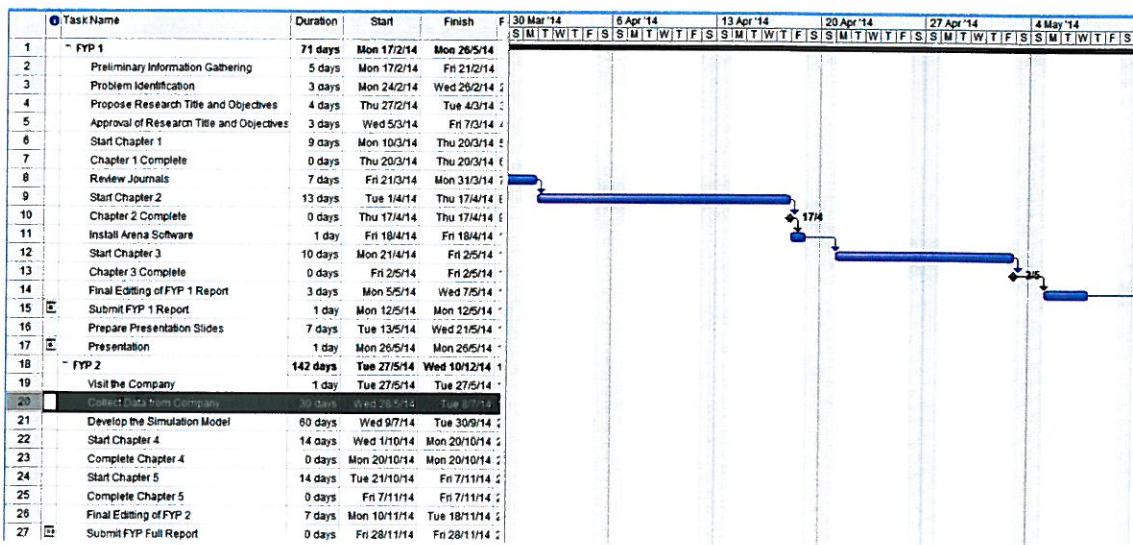 Task Name Duration Start Finish F 30 Mar '14 6 Apr '14 13 Apr '14 20 Apr '14 27 Apr '14 4 May '14
S M T W T F S S M T W T F S S M T W T F S S M T W T F S S M T W T F S S M T W T F S
1 - FYP 1 71 days Mon 17/2/14 Mon 26/5/14
2 Preliminary Information Gathering 5 days Mon 17/2/14 Fri 21/2/14
3 Problem Identification 3 days Mon 24/2/14 Wed 26/2/14 2
4 Propose Research Title and Objectives 4 days Thu 27/2/14 Tue 4/3/14 3
5 Approval of Research Title and Objectives 3 days Wed 5/3/14 Fri 7/3/14 4
6 Start Chapter 1 9 days Mon 10/3/14 Thu 20/3/14 5
7 Chapter 1 Complete 0 days Thu 20/3/14 Thu 20/3/14 6
8 Review Journals 7 days Fri 21/3/14 Mon 31/3/14 7
9 Start Chapter 2 13 days Tue 1/4/14 Thu 17/4/14
10 Chapter 2 Complete 0 days Thu 17/4/14 Thu 17/4/14 17/4
11 Install Arena Software 1 day Fri 18/4/14 Fri 18/4/14
12 Start Chapter 3 10 days Mon 21/4/14 Fri 2/5/14
13 Chapter 3 Complete 0 days Fri 2/5/14 Fri 2/5/14 2/5
14 Final Editting of FYP 1 Report 3 days Mon 5/5/14 Wed 7/5/14
15 Submit FYP 1 Report 1 day Mon 12/5/14 Mon 12/5/14
16 Prepare Presentation Slides 7 days Tue 13/5/14 Wed 21/5/14
17 Presentation 1 day Mon 26/5/14 Mon 26/5/14
18 - FYP 2 142 days Tue 27/5/14 Wed 10/12/14 1
19 Visit the Company 1 day Tue 27/5/14 Tue 27/5/14
20 Collect Data from Company 30 days Wed 28/5/14 Tue 8/7/14
21 Develop the Simulation Model 60 days Wed 9/7/14 Tue 30/9/14 2
22 Start Chapter 4 14 days Wed 1/10/14 Mon 20/10/14 2
23 Complete Chapter 4 0 days Mon 20/10/14 Mon 20/10/14 2
24 Start Chapter 5 14 days Tue 21/10/14 Fri 7/11/14 2
25 Complete Chapter 5 0 days Fri 7/11/14 Fri 7/11/14 2
26 Final Editting of FYP 2 7 days Mon 10/11/14 Tue 18/11/14 2
27 Submit FYP Full Report 0 days Fri 28/11/14 Fri 28/11/14 2